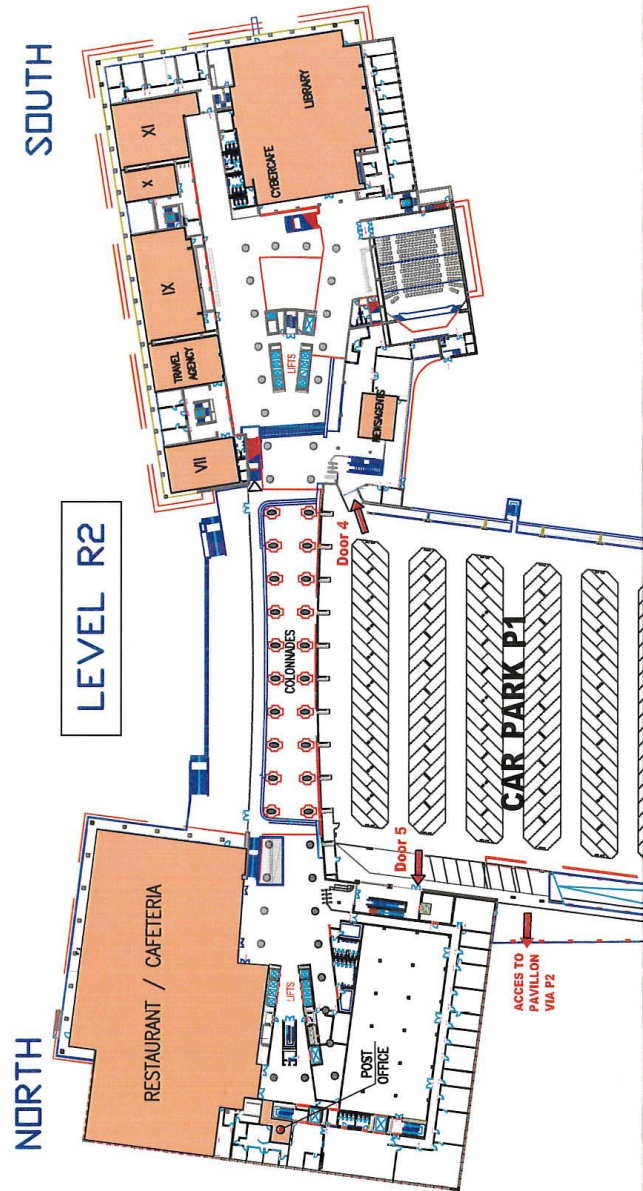 NORTH
LEVEL R2
SOUTH
RESTAURANT / CAFETERIA
VII
TRAVEL
AGENCY
IX
X
XI
LIFTS
POST
OFFICE
COLONNADES
LIFTS
CYBERCAFE
LIBRARY
NEWSAGENTS
Door 5
Door 4
CAR PARK P1
ACCES TO
PAVILLON
VIA P2